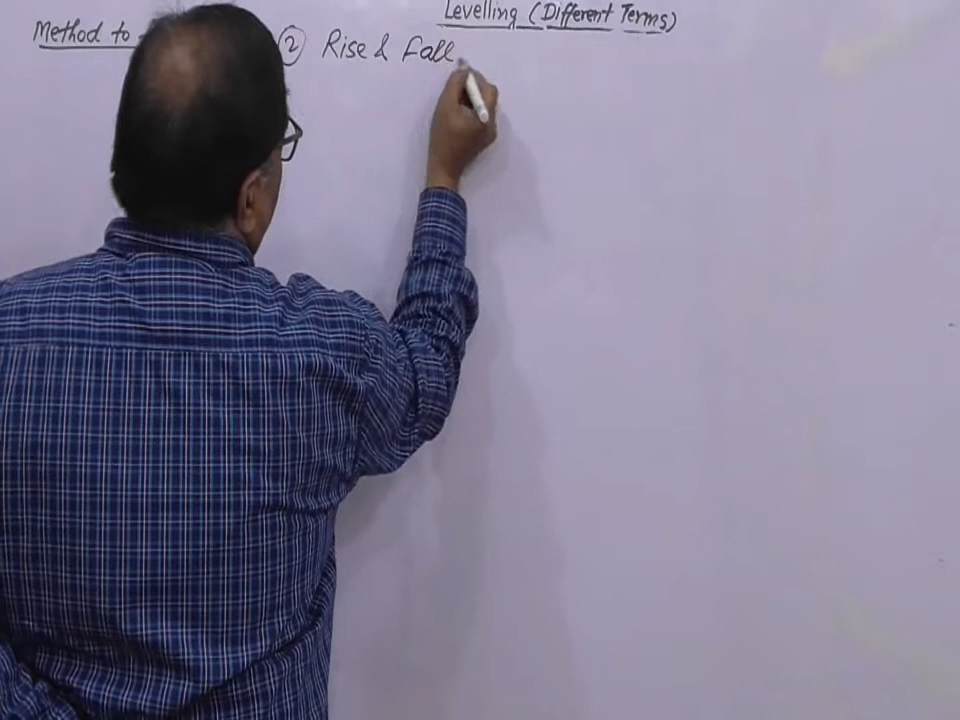 Levelling (Different Terms)
Method to
② Rise & Fall